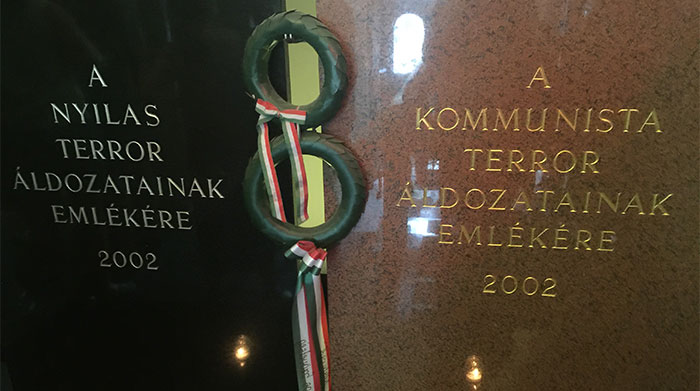 A
NYILAS
TERROR
ÁLDOZATAINAK
EMLÉKÉRE
2002
A
KOMMUNISTA
TERROR
ÁLDOZATAINAK
EMLÉKÉRE
2002